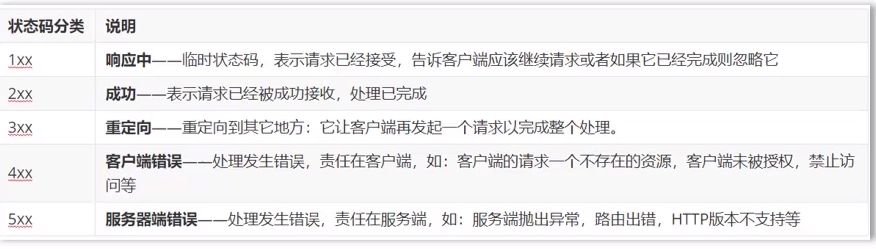 状态码分类 说明
1xx 响应中——临时状态码，表示请求已经接受，告诉客户端应该继续请求或者如果它已经完成则忽略它
2xx 成功——表示请求已经被成功接收，处理已完成
3xx 重定向——重定向到其它地方：它让客户端再发起一个请求以完成整个处理。
4xx 客户端错误——处理发生错误，责任在客户端，如：客户端的请求一个不存在的资源，客户端未被授权，禁止访
问等
5xx 服务器端错误——处理发生错误，责任在服务端，如：服务端抛出异常，路由出错，HTTP版本不支持等